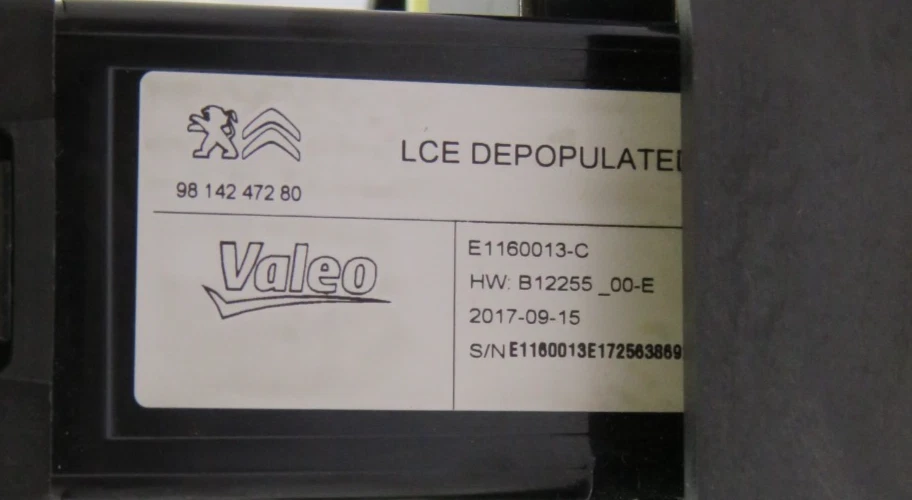 LCE DEPOPULATED
98 142 472 80
Valeo
E1160013-C
HW: B12255 _00-E
2017-09-15
S/N E1160013E172563869